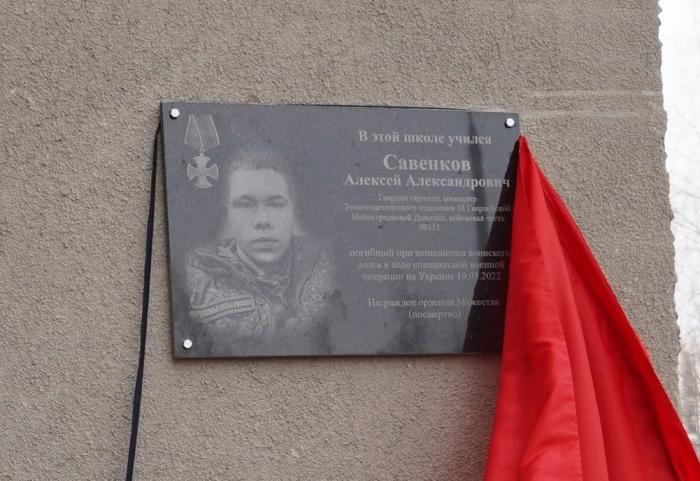 В этой школе учился
Савенков
Алексей Александрович
Гвардии сержант, командир
Топогеодезического отделения 18 Гвардейской
Мотострелковой Дивизии, войсковая часть
90151
погибший при исполнении воинского
долга в ходе специальной военной
операции на Украине 19.03.2022
Награжден орденом Мужества
(посмертно)